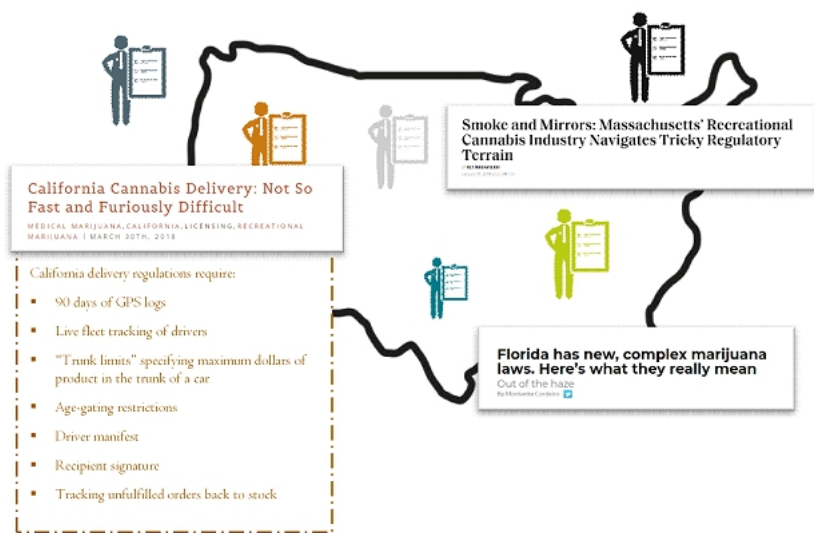 Smoke and Mirrors: Massachusetts' Recreational
Cannabis Industry Navigates Tricky Regulatory
Terrain
California Cannabis Delivery: Not So
Fast and Furiously Difficult
MEDICAL MARIJUANA, CALIFORNIA, LICENSING, RECREATIONAL
MARIJUANA | MARCH 30TH, 2018
California delivery regulations require:
▪ 90 days of GPS logs
▪ Live fleet tracking of drivers
▪ “Trunk limits” specifying maximum dollars of
product in the trunk of a car
▪ Age-gating restrictions
▪ Driver manifest
▪ Recipient signature
▪ Tracking unfulfilled orders back to stock
Florida has new, complex marijuana
laws. Here's what they really mean
Out of the haze
By Monivette Cordeiro